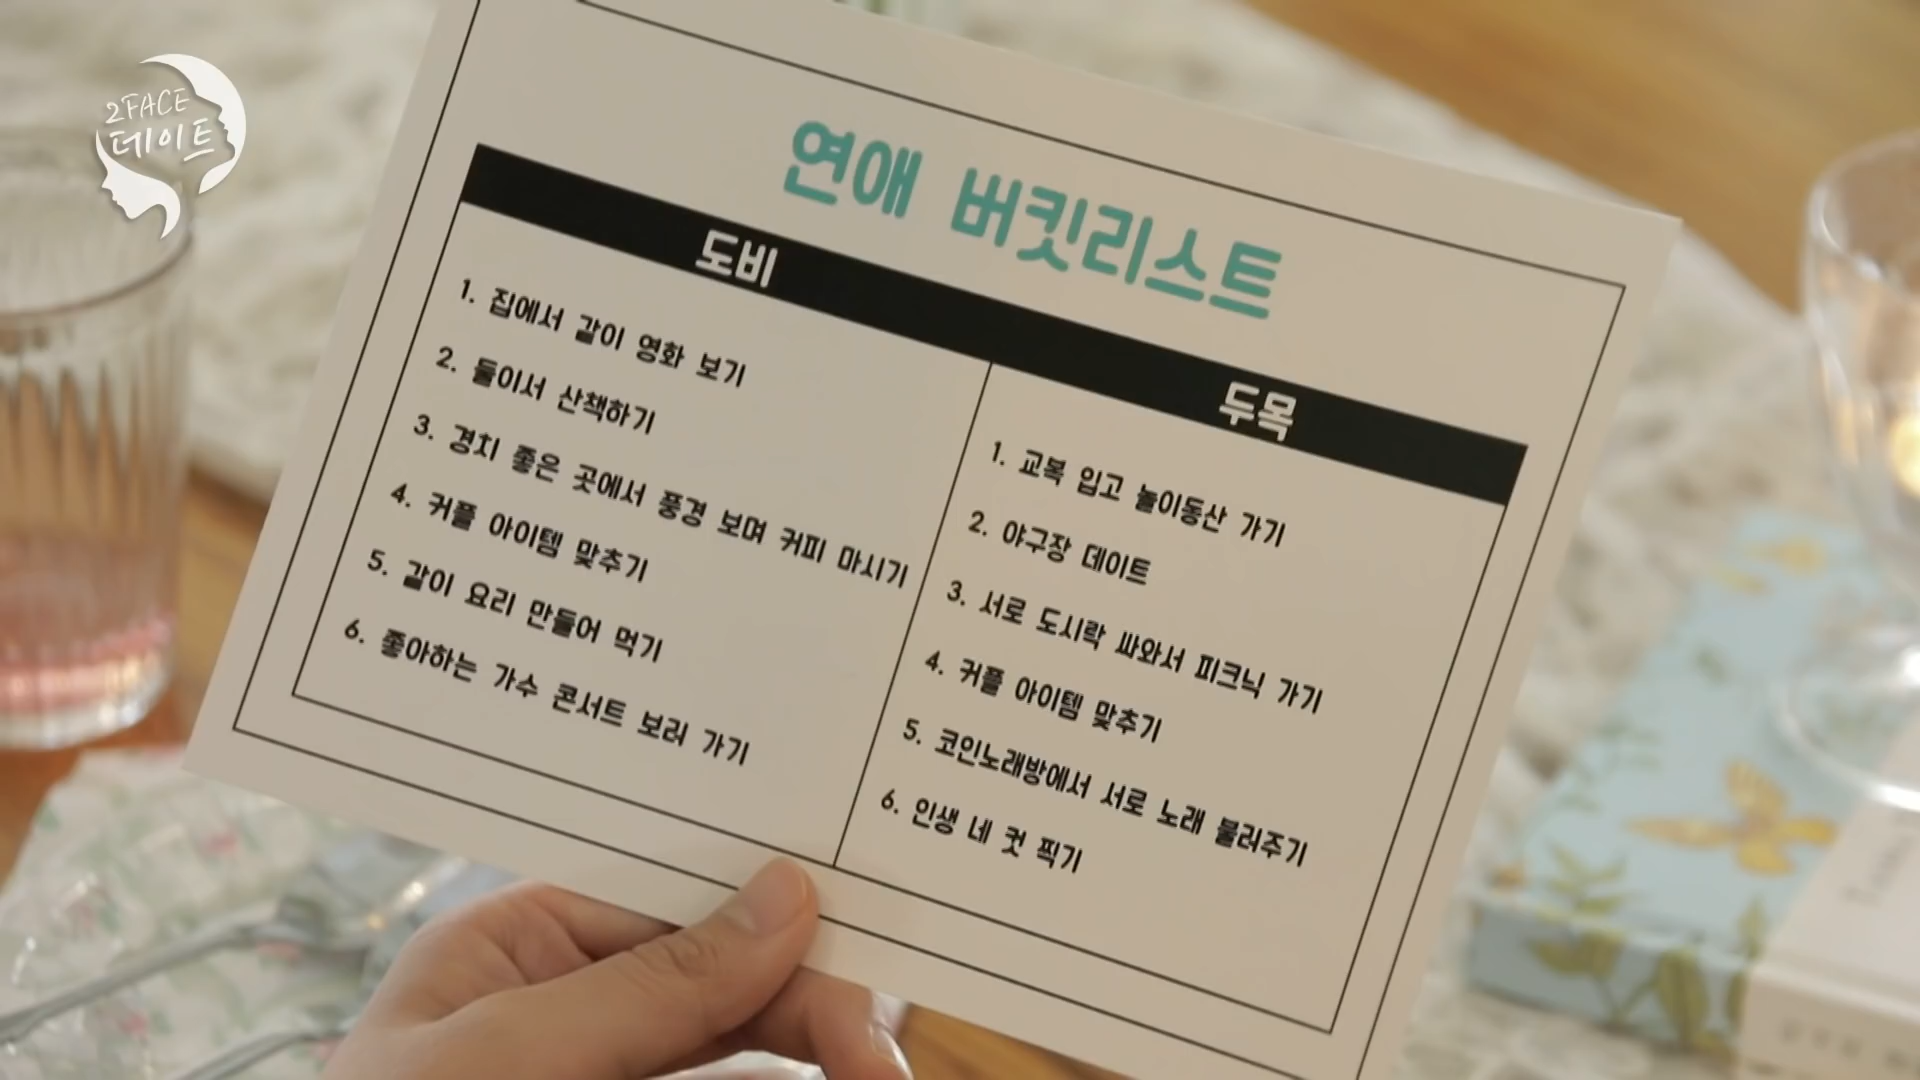 2FACE
데이트
연애 버킷리스트
도비
1. 집에서 같이 영화 보기
2. 둘이서 산책하기
3. 경치 좋은 곳에서 풍경 보며 커피 마시기
4. 커플 아이템 맞추기
5. 같이 요리 만들어 먹기
6. 좋아하는 가수 콘서트 보러 가기
두목
1. 교복 입고 놀이동산 가기
2. 야구장 데이트
3. 서로 도시락 싸와서 피크닉 가기
4. 커플 아이템 맞추기
5. 코인노래방에서 서로 노래 불러주기
6. 인생 네 컷 찍기